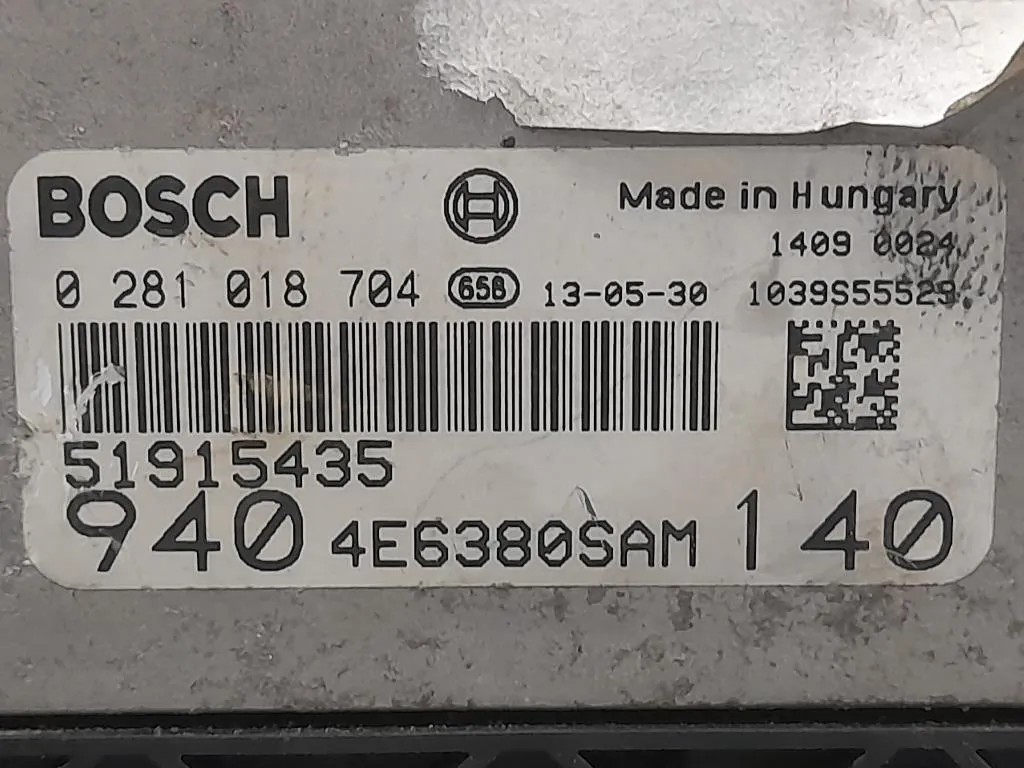 BOSCH
Made in Hungary
1409 0024
0 281 018 704 658 13-05-30 1039S55529
51915435
940 4E6380SAM 140